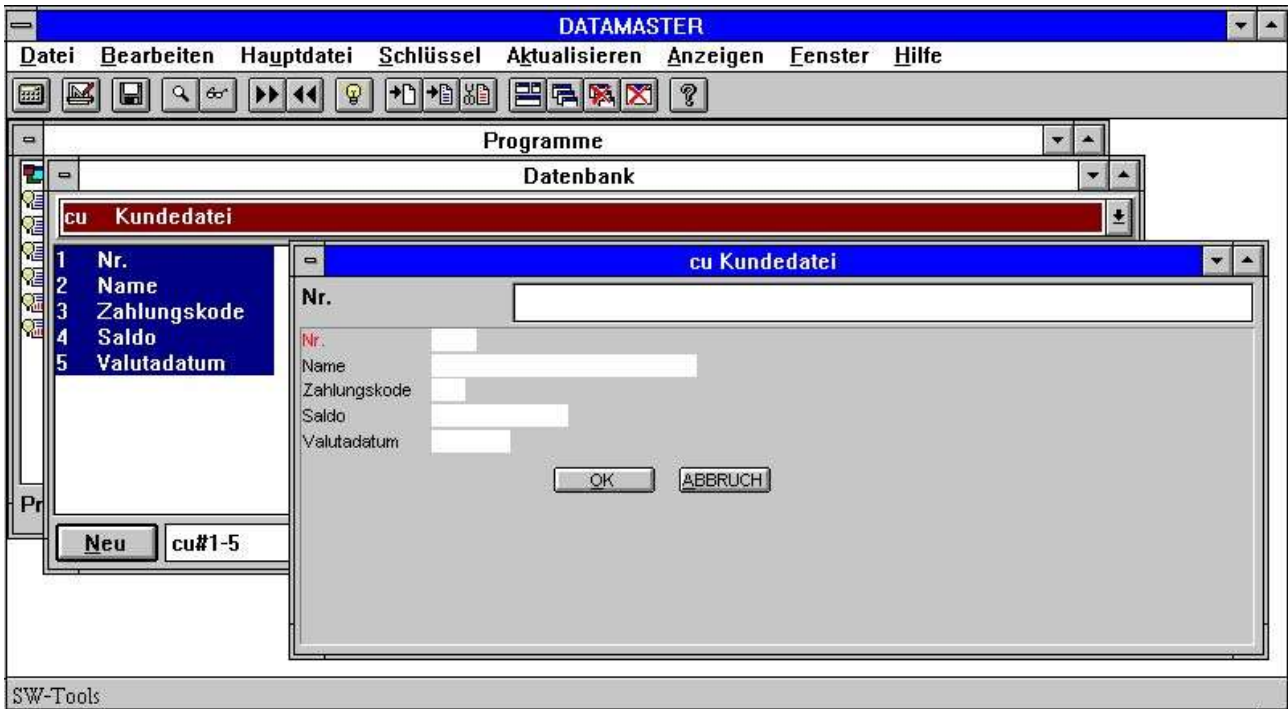 DATAMASTER
Datei Bearbeiten Hauptdatei Schlüssel Aktualisieren Anzeigen Fenster Hilfe
Programme
Datenbank
cu Kundedatei
1 Nr.
2 Name
3 Zahlungskode
4 Saldo
5 Valutadatum
cu Kundedatei
Nr.
Nr.
Name
Zahlungskode
Saldo
Valutadatum
OK ABBRUCH
Pr
Neu cu#1-5
SW-Tools